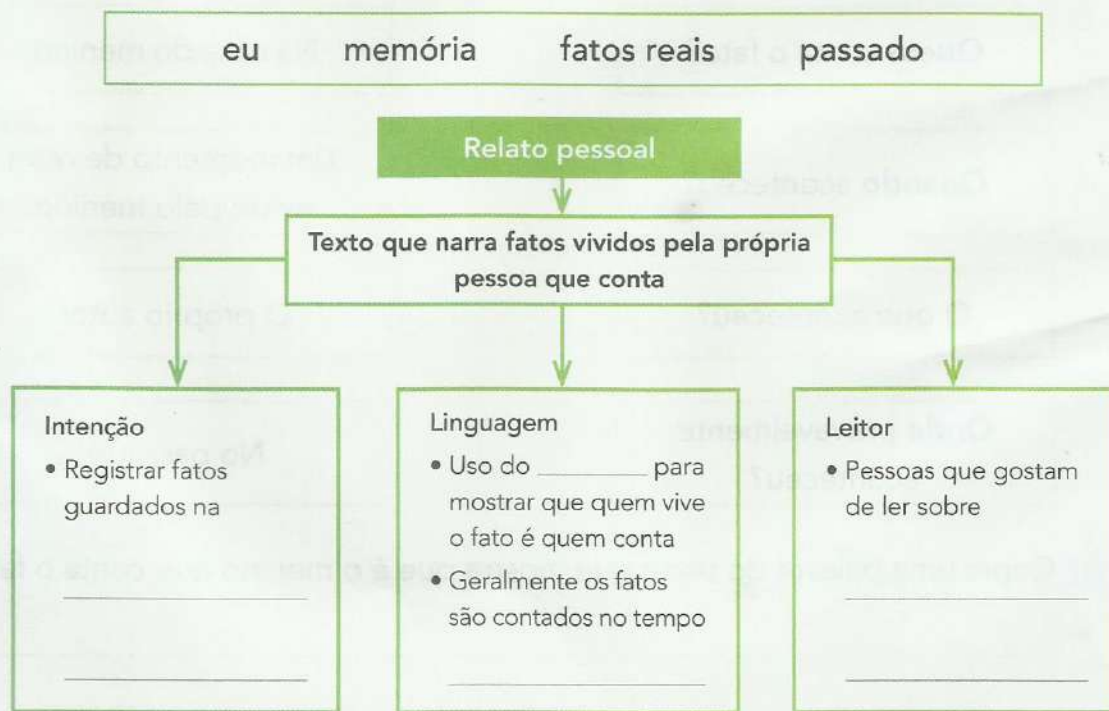 eu memória fatos reais passado
Relato pessoal
Texto que narra fatos vividos pela própria
pessoa que conta
Intenção
• Registrar fatos
guardados na
Linguagem
• Uso do ________ para
mostrar que quem vive
o fato é quem conta
• Geralmente os fatos
são contados no tempo
Leitor
• Pessoas que gostam
de ler sobre